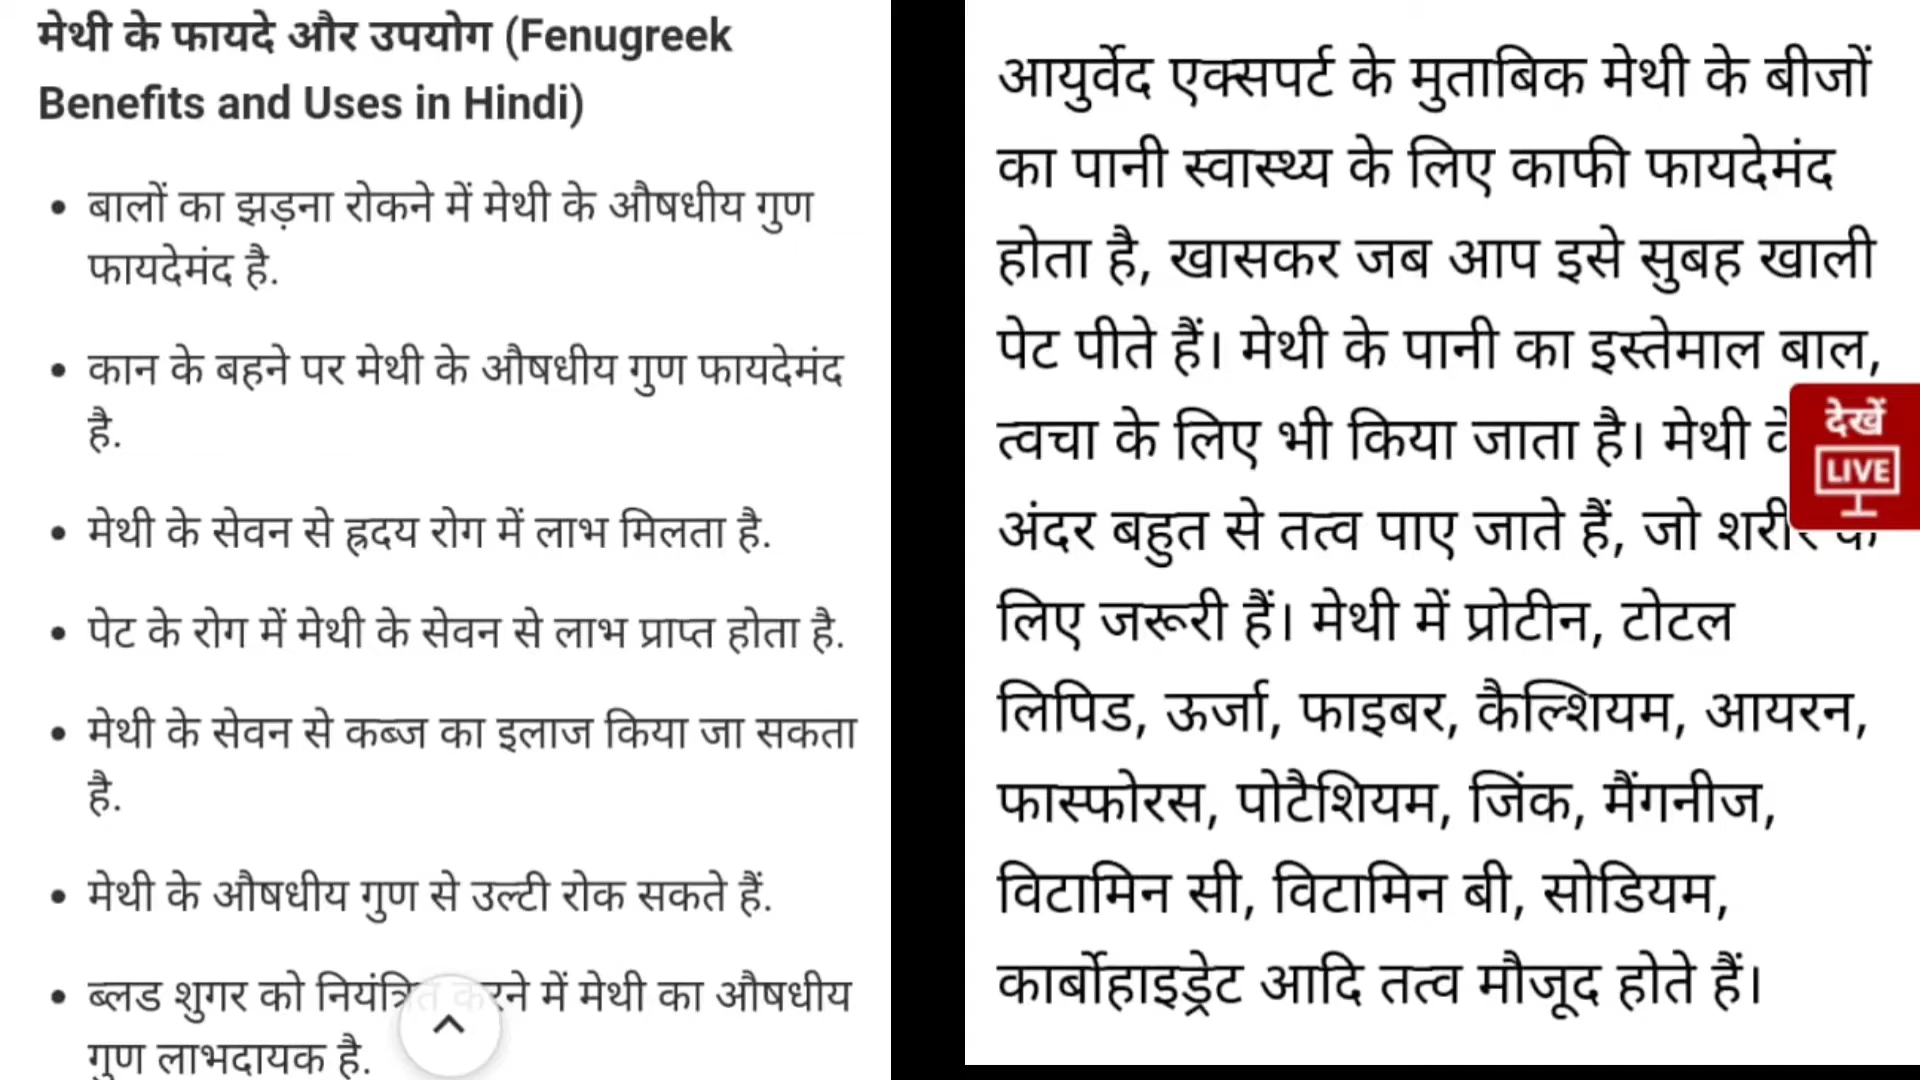 मेथी के फायदे और उपयोग (Fenugreek
Benefits and Uses in Hindi)
• बालों का झड़ना रोकने में मेथी के औषधीय गुण
फायदेमंद है.
• कान के बहने पर मेथी के औषधीय गुण फायदेमंद
है.
• मेथी के सेवन से ह्रदय रोग में लाभ मिलता है.
• पेट के रोग में मेथी के सेवन से लाभ प्राप्त होता है.
• मेथी के सेवन से कब्ज का इलाज किया जा सकता
है.
• मेथी के औषधीय गुण से उल्टी रोक सकते हैं.
• ब्लड शुगर को नियंत्रित करने में मेथी का औषधीय
गुण लाभदायक है.
आयुर्वेद एक्सपर्ट के मुताबिक मेथी के बीजों
का पानी स्वास्थ्य के लिए काफी फायदेमंद
होता है, खासकर जब आप इसे सुबह खाली
पेट पीते हैं। मेथी के पानी का इस्तेमाल बाल,
त्वचा के लिए भी किया जाता है। मेथी के
अंदर बहुत से तत्व पाए जाते हैं, जो शरीर
लिए जरूरी हैं। मेथी में प्रोटीन, टोटल
लिपिड, ऊर्जा, फाइबर, कैल्शियम, आयरन,
फास्फोरस, पोटैशियम, जिंक, मैंगनीज,
विटामिन सी, विटामिन बी, सोडियम,
कार्बोहाइड्रेट आदि तत्व मौजूद होते हैं।
देखें
LIVE